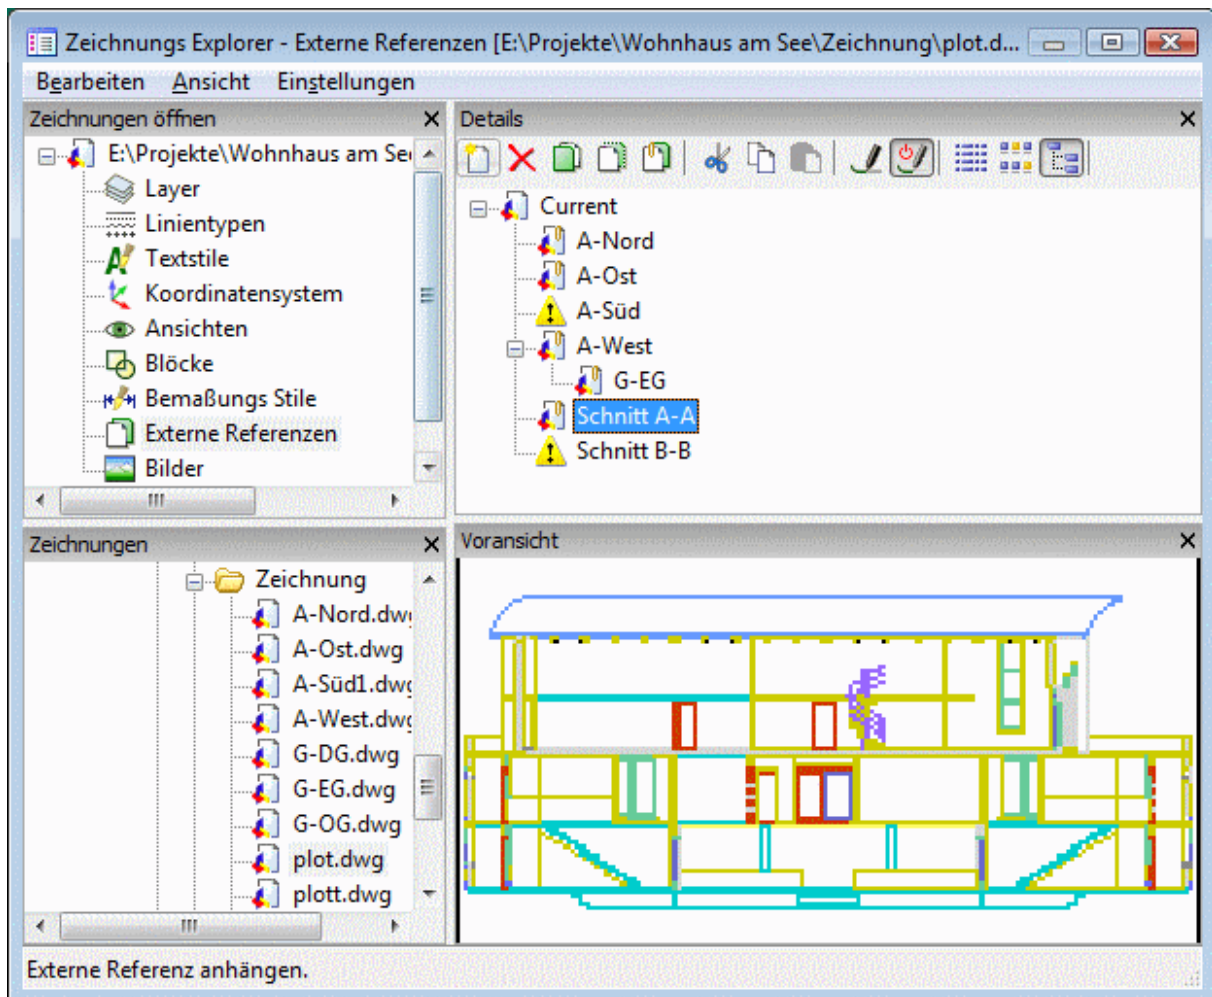 Zeichnungs Explorer - Externe Referenzen [E:\Projekte\Wohnhaus am See\Zeichnung\plot.d...
Bearbeiten Ansicht Einstellungen
Zeichnungen öffnen
E:\Projekte\Wohnhaus am See
Layer
Linientypen
Textstile
Koordinatensystem
Ansichten
Blöcke
Bemaßungs Stile
Externe Referenzen
Bilder
Details
Current
A-Nord
A-Ost
A-Süd
A-West
G-EG
Schnitt A-A
Schnitt B-B
Zeichnungen
Zeichnung
A-Nord.dwg
A-Ost.dwg
A-Süd1.dwg
A-West.dwg
G-DG.dwg
G-EG.dwg
G-OG.dwg
plot.dwg
plott.dwg
Voransicht
Externe Referenz anhängen.